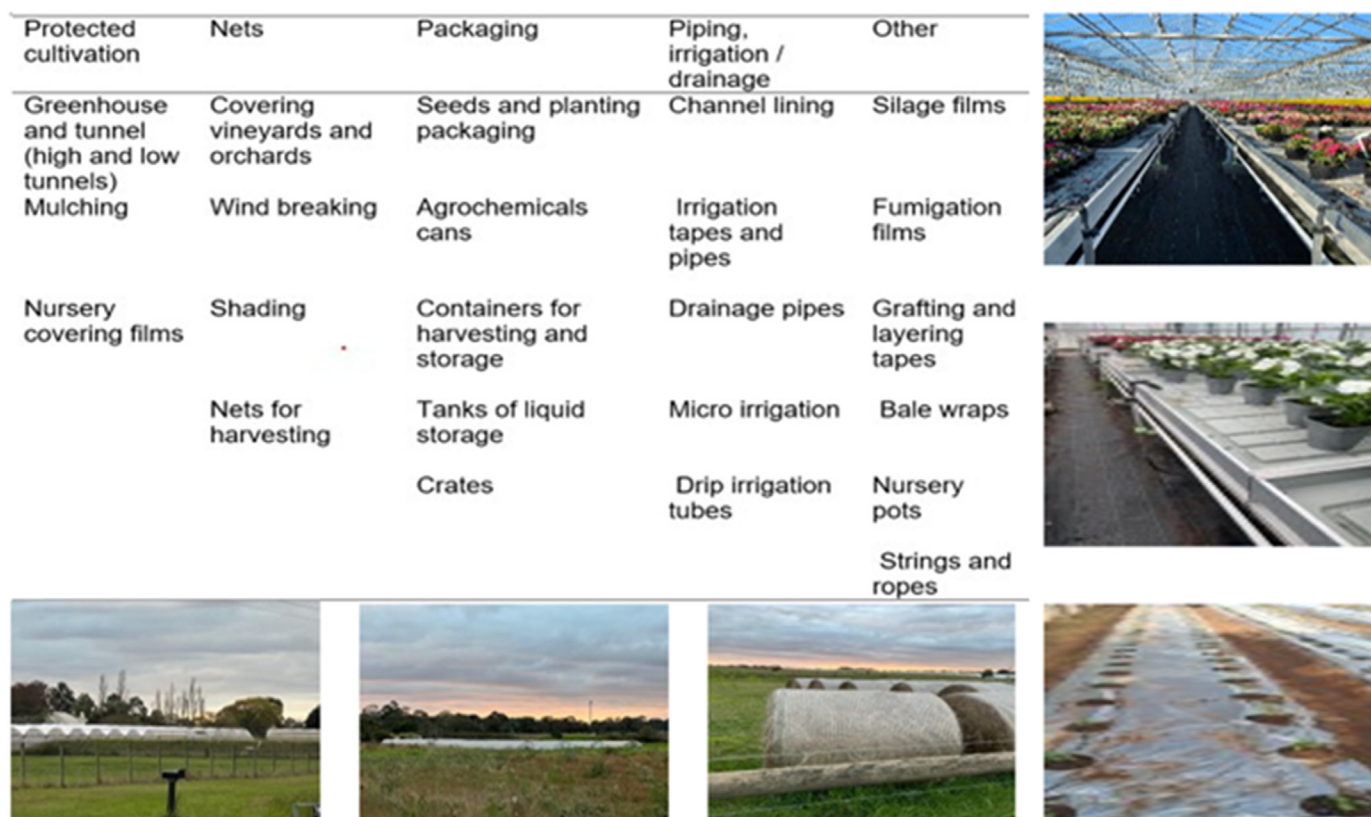 Protected cultivation
Nets
Packaging
Piping, irrigation / drainage
Other
Greenhouse and tunnel (high and low tunnels)
Covering vineyards and orchards
Seeds and planting packaging
Channel lining
Silage films
Mulching
Wind breaking
Agrochemicals cans
Irrigation tapes and pipes
Fumigation films
Nursery covering films
Shading
Containers for harvesting and storage
Drainage pipes
Grafting and layering tapes
Nets for harvesting
Tanks of liquid storage
Micro irrigation
Bale wraps
Crates
Drip irrigation tubes
Nursery pots
Strings and ropes